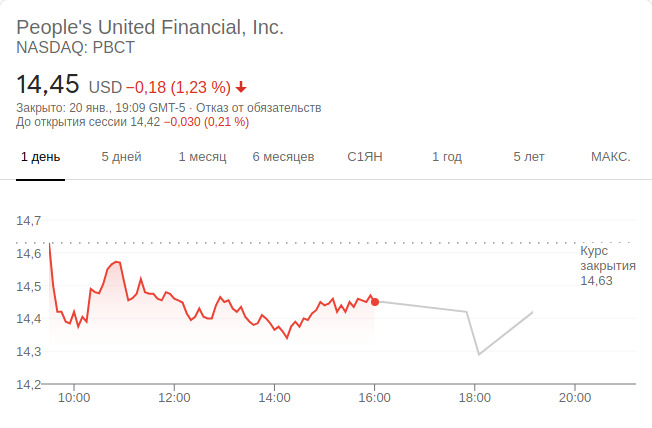 People's United Financial, Inc.
NASDAQ: PBCT
14,45 USD −0,18 (1,23 %)
Закрыто: 20 янв., 19:09 GMT-5 · Отказ от обязательств
До открытия сессии 14,42 −0,030 (0,21 %)
1 день 5 дней 1 месяц 6 месяцев С1ЯН 1 год 5 лет МАКС.
14,7
14,6
14,5
14,4
14,3
14,2
Курс
закрытия
14,63
10:00 12:00 14:00 16:00 18:00 20:00